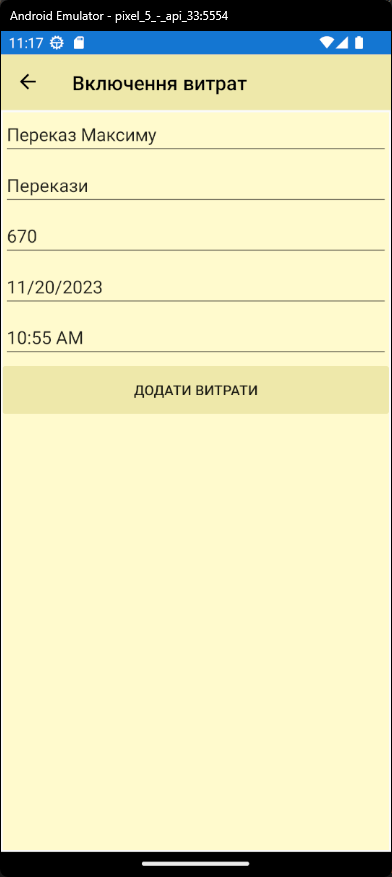 Android Emulator - pixel_5_-_api_33:5554
11:17
Включення витрат
Переказ Максиму
Перекази
670
11/20/2023
10:55 AM
ДОДАТИ ВИТРАТИ